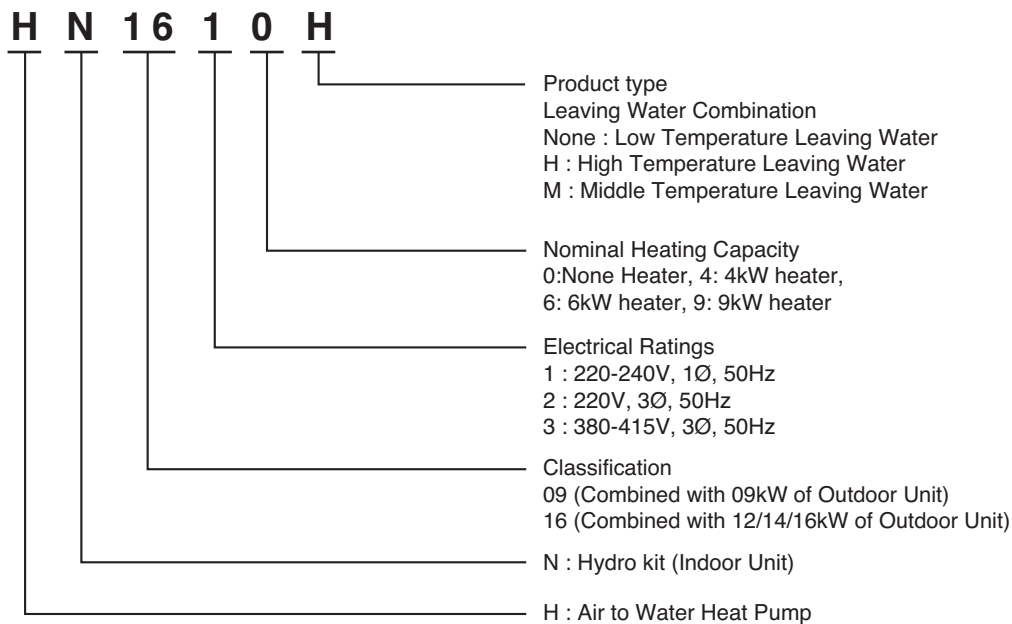 H N 16 1 0 H
Product type
Leaving Water Combination
None : Low Temperature Leaving Water
H : High Temperature Leaving Water
M : Middle Temperature Leaving Water
Nominal Heating Capacity
0:None Heater, 4: 4kW heater,
6: 6kW heater, 9: 9kW heater
Electrical Ratings
1 : 220-240V, 1Ø, 50Hz
2 : 220V, 3Ø, 50Hz
3 : 380-415V, 3Ø, 50Hz
Classification
09 (Combined with 09kW of Outdoor Unit)
16 (Combined with 12/14/16kW of Outdoor Unit)
N : Hydro kit (Indoor Unit)
H : Air to Water Heat Pump